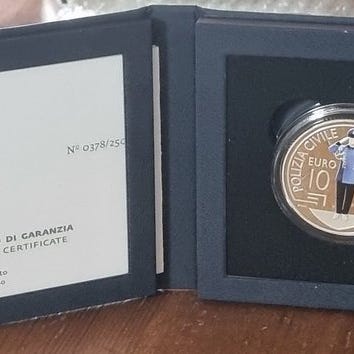 Nº 0378/250
DI GARANZIA
CERTIFICATE
POLIZIA CIVILE
EURO
10